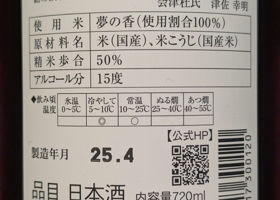 会津杜氏 津佐 幸明
使用米 夢の香(使用割合100%)
原材料名 米(国産)、米こうじ(国産米)
精米歩合 50%
アルコール分 15度
●飲み頃温度
氷温 0~5℃ 冷やして 5~10℃ 常温 10~25℃ ぬる燗 25~40℃ あつ燗 40~55℃
◎ ○
【公式HP】
製造年月 25.4
品目 日本酒 内容量720ml
17 300120